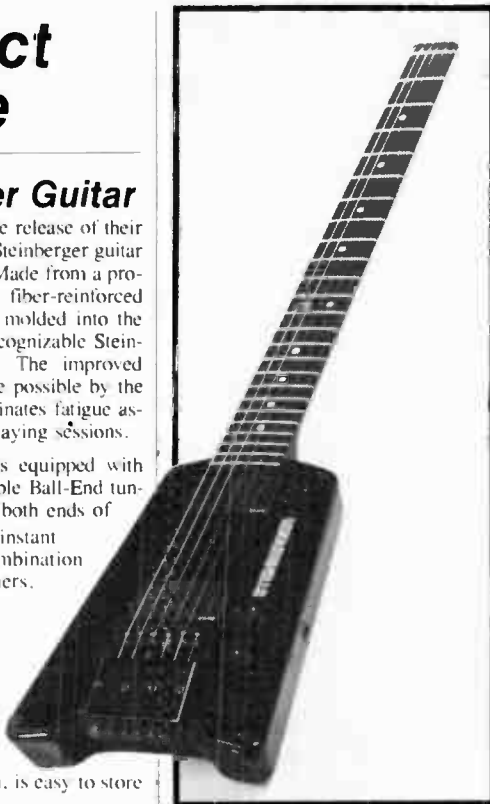 ct
e
er Guitar
e release of their
Steinberger guitar
Made from a pro-
fiber-reinforced
molded into the
cognizable Stein-
The improved
e possible by the
inates fatigue as-
aying sessions.
s equipped with
ble Ball-End tun-
both ends of
instant
mbination
ers.
, is easy to store